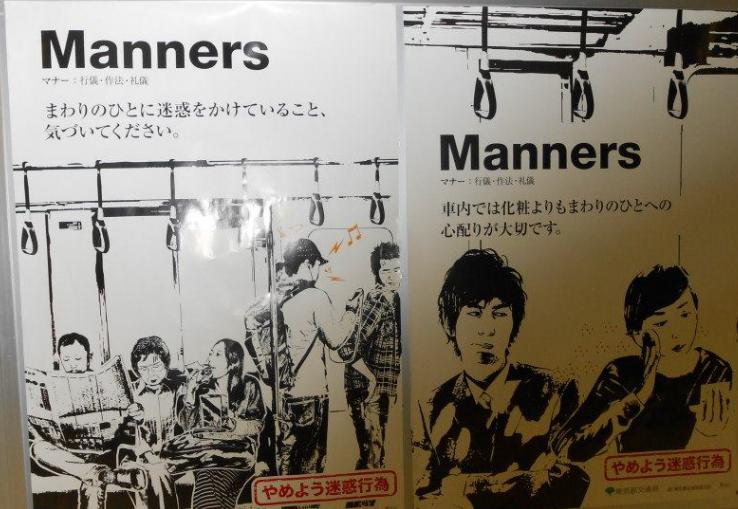 Manners
マナー：行儀・作法・礼儀
まわりのひとに迷惑をかけていること、
気づいてください。
やめよう迷惑行為
Manners
マナー：行儀・作法・礼儀
車内では化粧よりもまわりのひとへの
心配りが大切です。
やめよう迷惑行為
東京都交通局